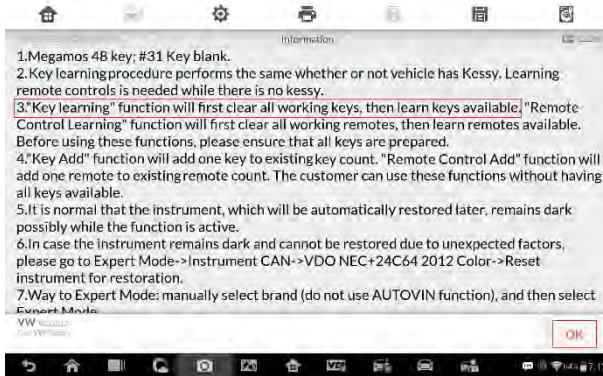 Information
1.Megamos 48 key; #31 Key blank.
2.Key learning procedure performs the same whether or not vehicle has Kessy. Learning
remote controls is needed while there is no kessy.
3."Key learning" function will first clear all working keys, then learn keys available. "Remote
Control Learning" function will first clear all working remotes, then learn remotes available.
Before using these functions, please ensure that all keys are prepared.
4."Key Add" function will add one key to existing key count. "Remote Control Add" function will
add one remote to existing remote count. The customer can use these functions without having
all keys available.
5.It is normal that the instrument, which will be automatically restored later, remains dark
possibly while the function is active.
6.In case the instrument remains dark and cannot be restored due to unexpected factors,
please go to Expert Mode->Instrument CAN->VDO NEC+24C64 2012 Color->Reset
instrument for restoration.
7.Way to Expert Mode: manually select brand (do not use AUTOVIN function), and then select
Expert Mode
VW
OK